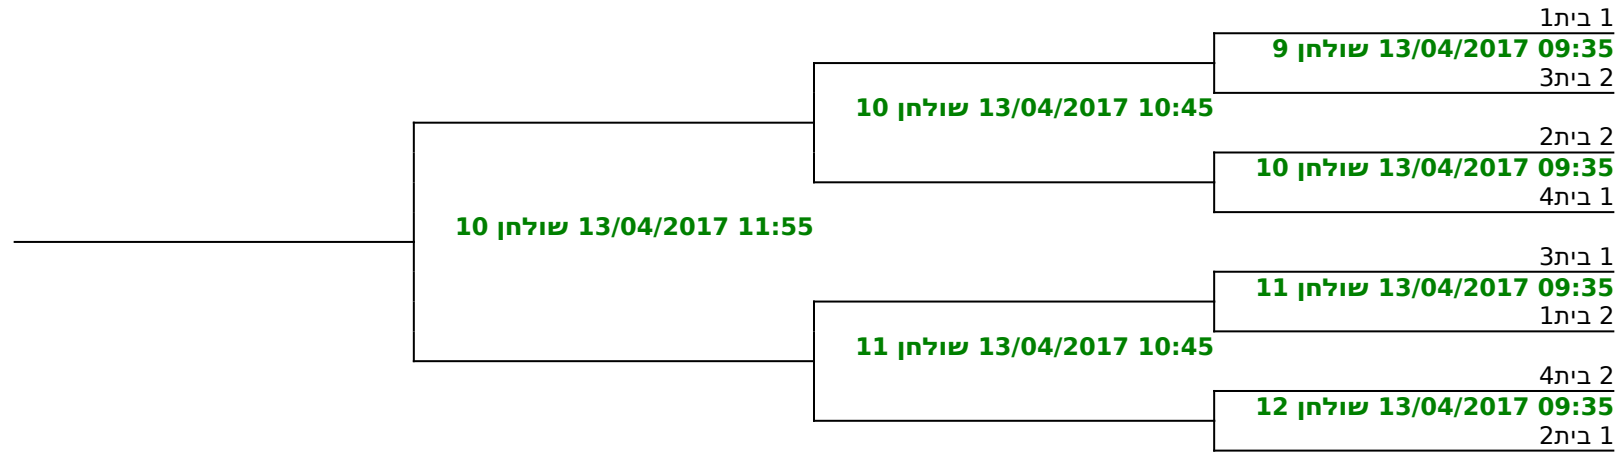 1 בית1
09:35 13/04/2017 שולחן 9
2 בית3
10:45 13/04/2017 שולחן 10
2 בית2
09:35 13/04/2017 שולחן 10
1 בית4
11:55 13/04/2017 שולחן 10
1 בית3
09:35 13/04/2017 שולחן 11
2 בית1
10:45 13/04/2017 שולחן 11
2 בית4
09:35 13/04/2017 שולחן 12
1 בית2